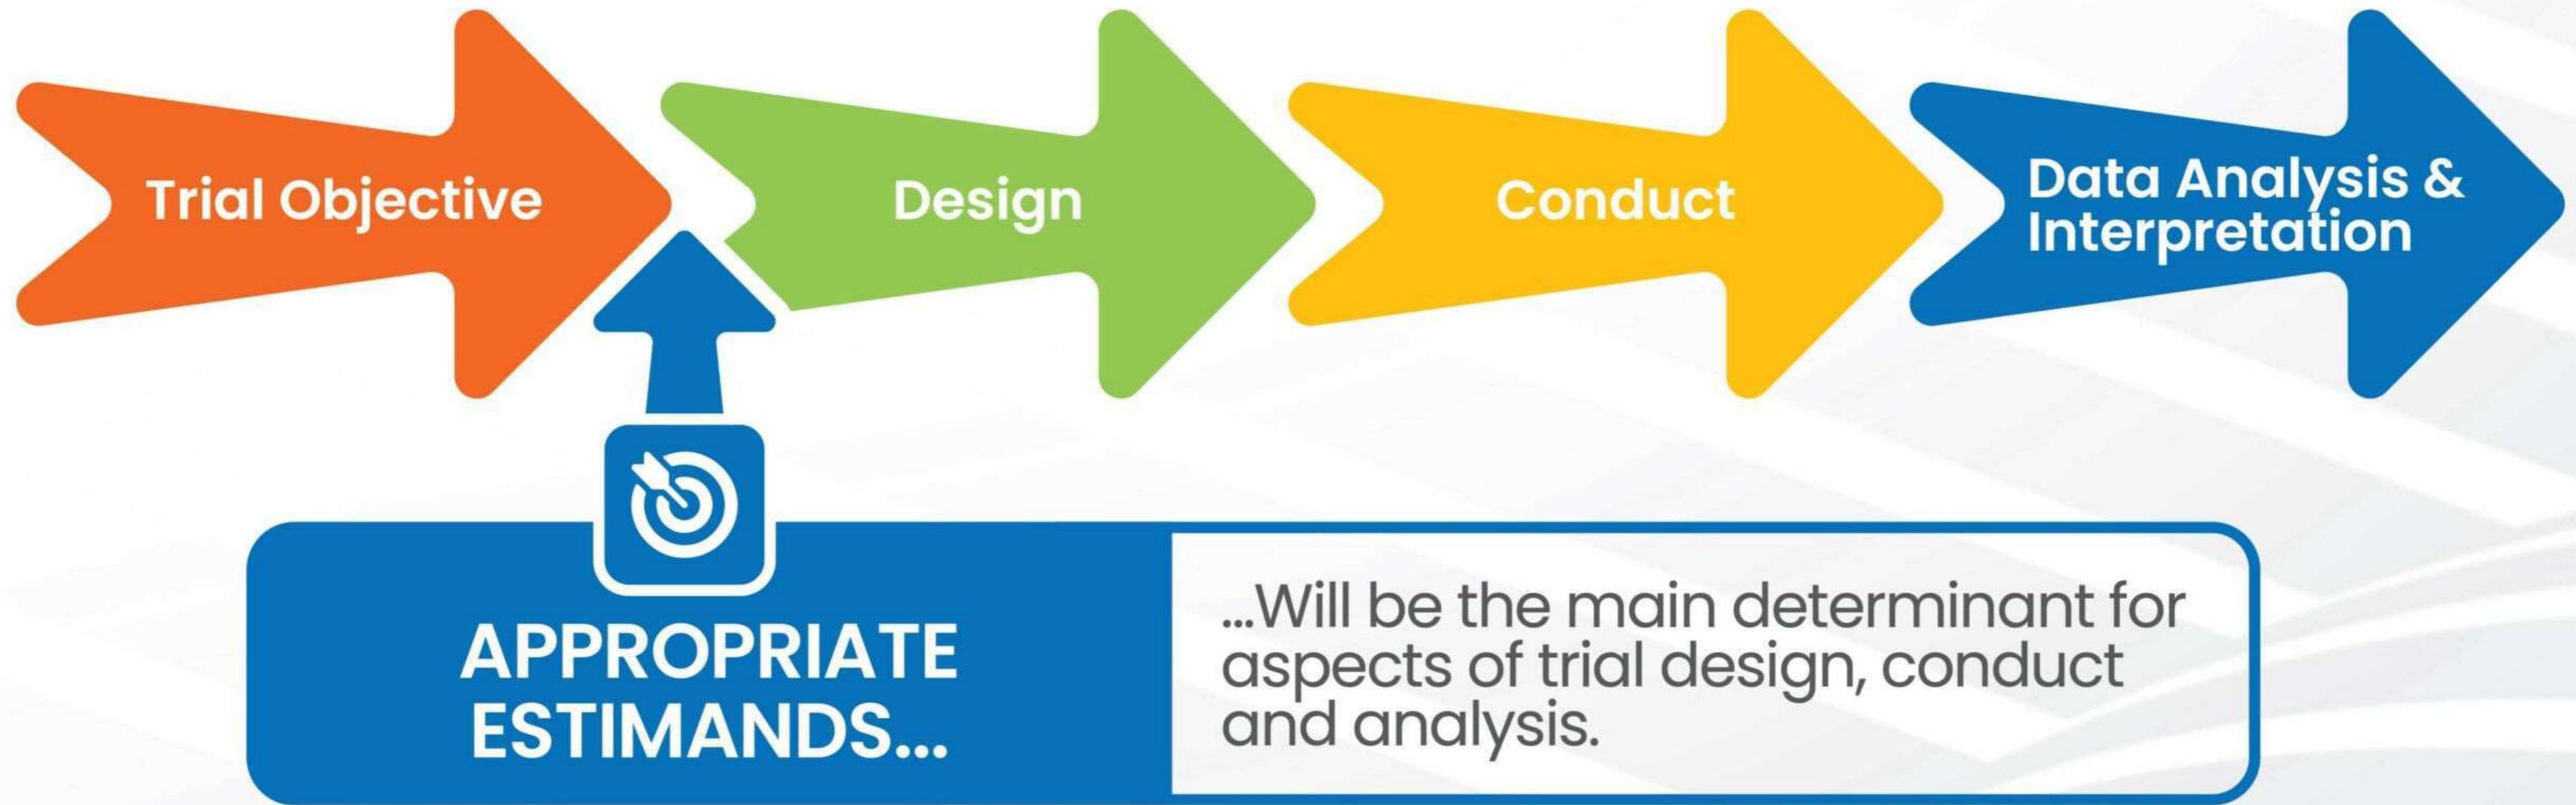 Trial Objective
Design
Conduct
Data Analysis &
Interpretation
APPROPRIATE
ESTIMANDS...
...Will be the main determinant for
aspects of trial design, conduct
and analysis.